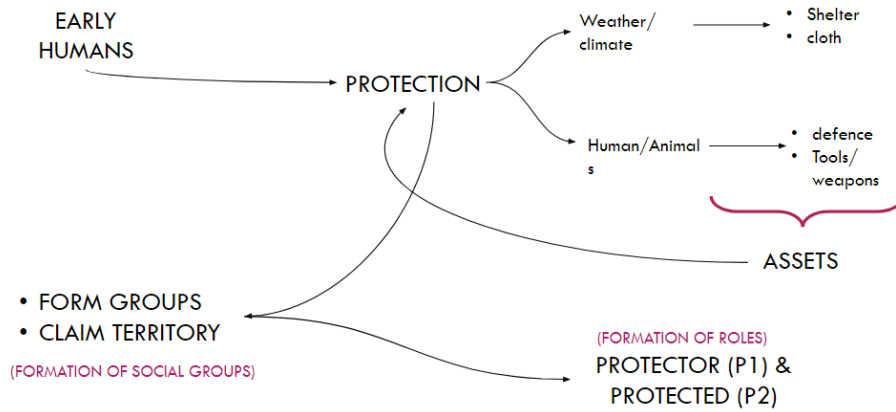 EARLY
HUMANS
PROTECTION
Weather/
climate
• Shelter
• cloth
Human/Animal
s
• defence
• Tools/
weapons
ASSETS
• FORM GROUPS
• CLAIM TERRITORY
(FORMATION OF SOCIAL GROUPS)
(FORMATION OF ROLES)
PROTECTOR (P1) &
PROTECTED (P2)